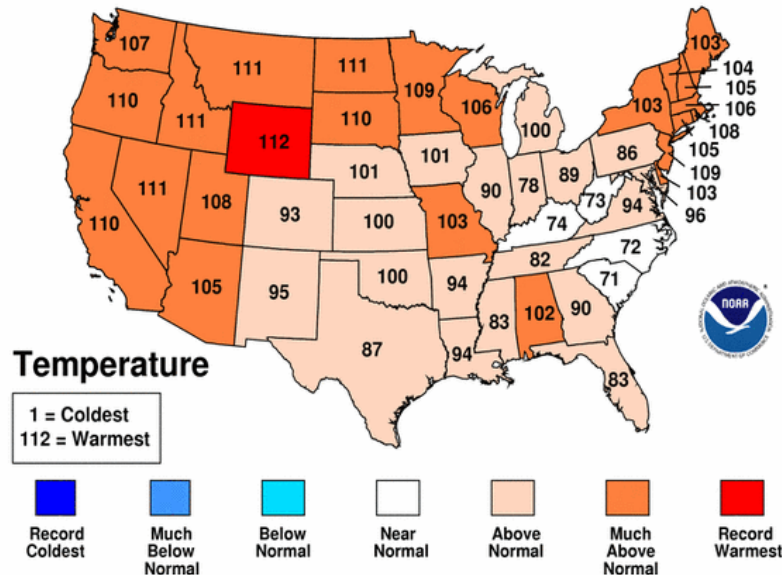 107
111
111
109
103
104
105
106
108
105
109
103
96
110
111
112
110
106
103
100
101
101
86
110
111
108
93
100
103
90
78
89
73
94
74
72
82
71
105
95
100
94
83
102
90
87
94
83
NOAA
Temperature
1 = Coldest
112 = Warmest
Record
Coldest
Much
Below
Normal
Below
Normal
Near
Normal
Above
Normal
Much
Above
Normal
Record
Warmest